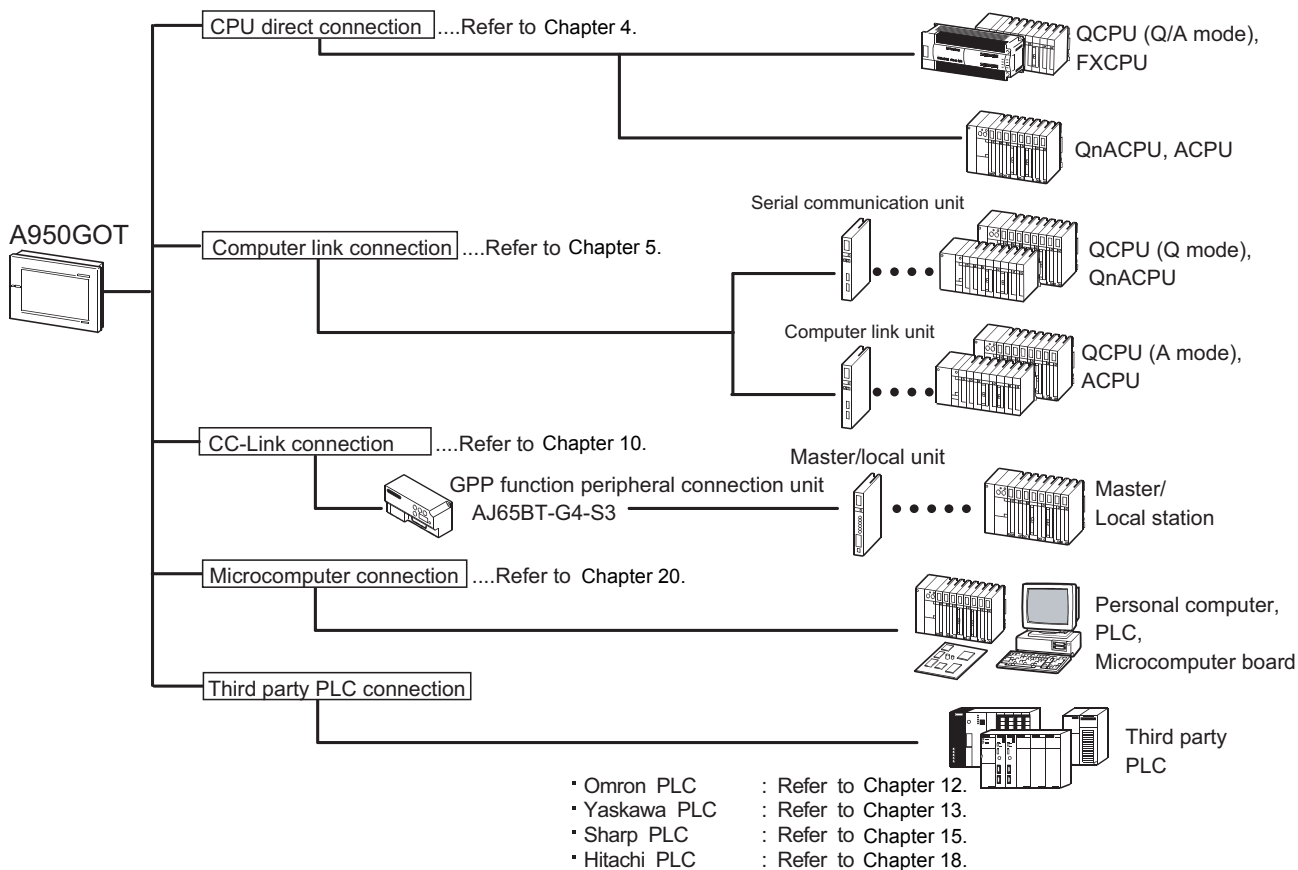 CPU direct connection ....Refer to Chapter 4.
QCPU (Q/A mode),
FXCPU
QnACPU, ACPU
A950GOT
Serial communication unit
Computer link connection ....Refer to Chapter 5.
QCPU (Q mode),
QnACPU
Computer link unit
QCPU (A mode),
ACPU
CC-Link connection ....Refer to Chapter 10.
Master/local unit
GPP function peripheral connection unit
AJ65BT-G4-S3
Master/
Local station
Microcomputer connection ....Refer to Chapter 20.
Personal computer,
PLC,
Microcomputer board
Third party PLC connection
Third party
PLC
･Omron PLC : Refer to Chapter 12.
･Yaskawa PLC : Refer to Chapter 13.
･Sharp PLC : Refer to Chapter 15.
･Hitachi PLC : Refer to Chapter 18.